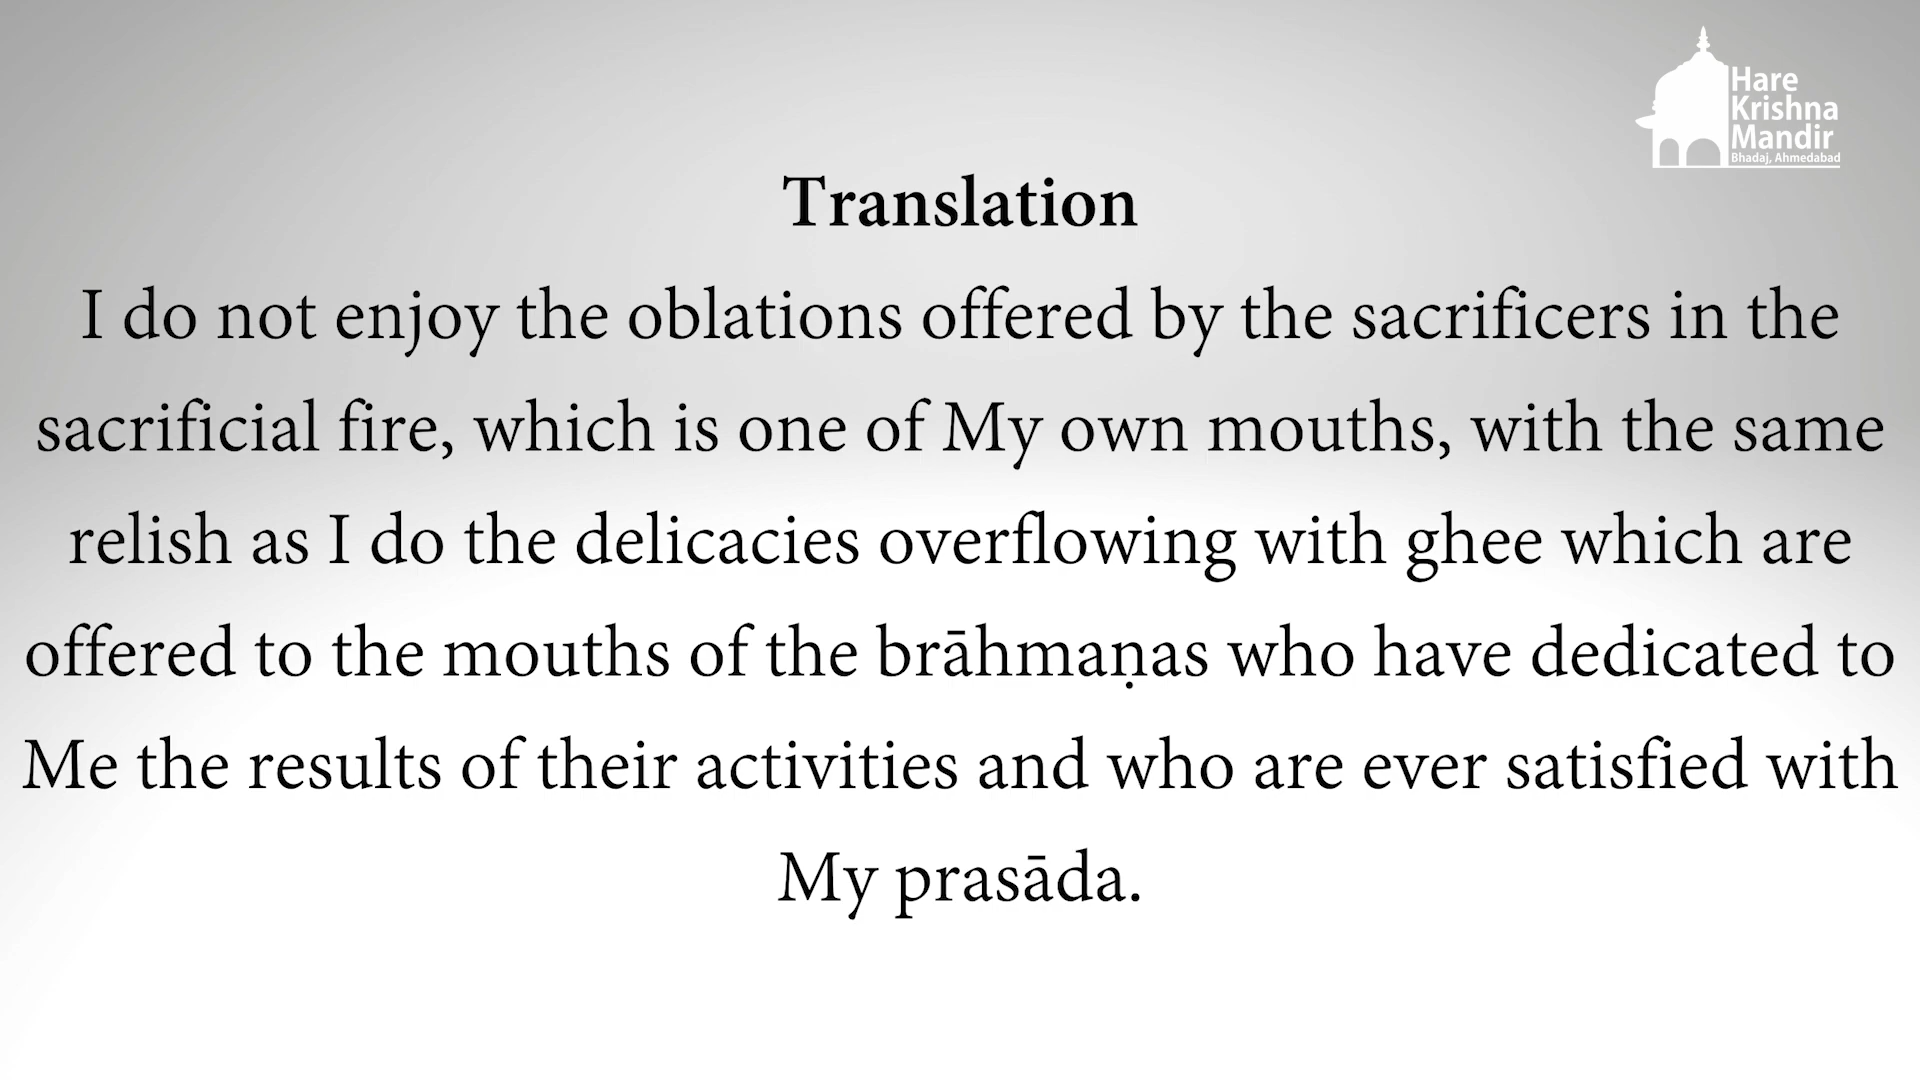 Hare
Krishna
Mandir
Bhadaj, Ahmedabad
Translation
I do not enjoy the oblations offered by the sacrificers in the
sacrificial fire, which is one of My own mouths, with the same
relish as I do the delicacies overflowing with ghee which are
offered to the mouths of the brāhmaṇas who have dedicated to
Me the results of their activities and who are ever satisfied with
My prasāda.